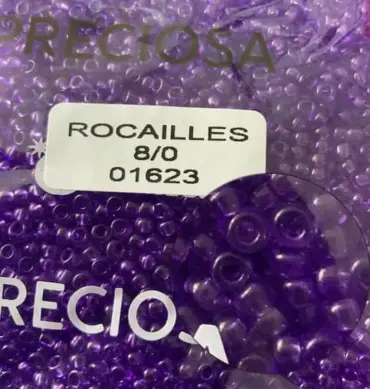 PRECIOSA
ROCAILLES
8/0
01623
RECIO